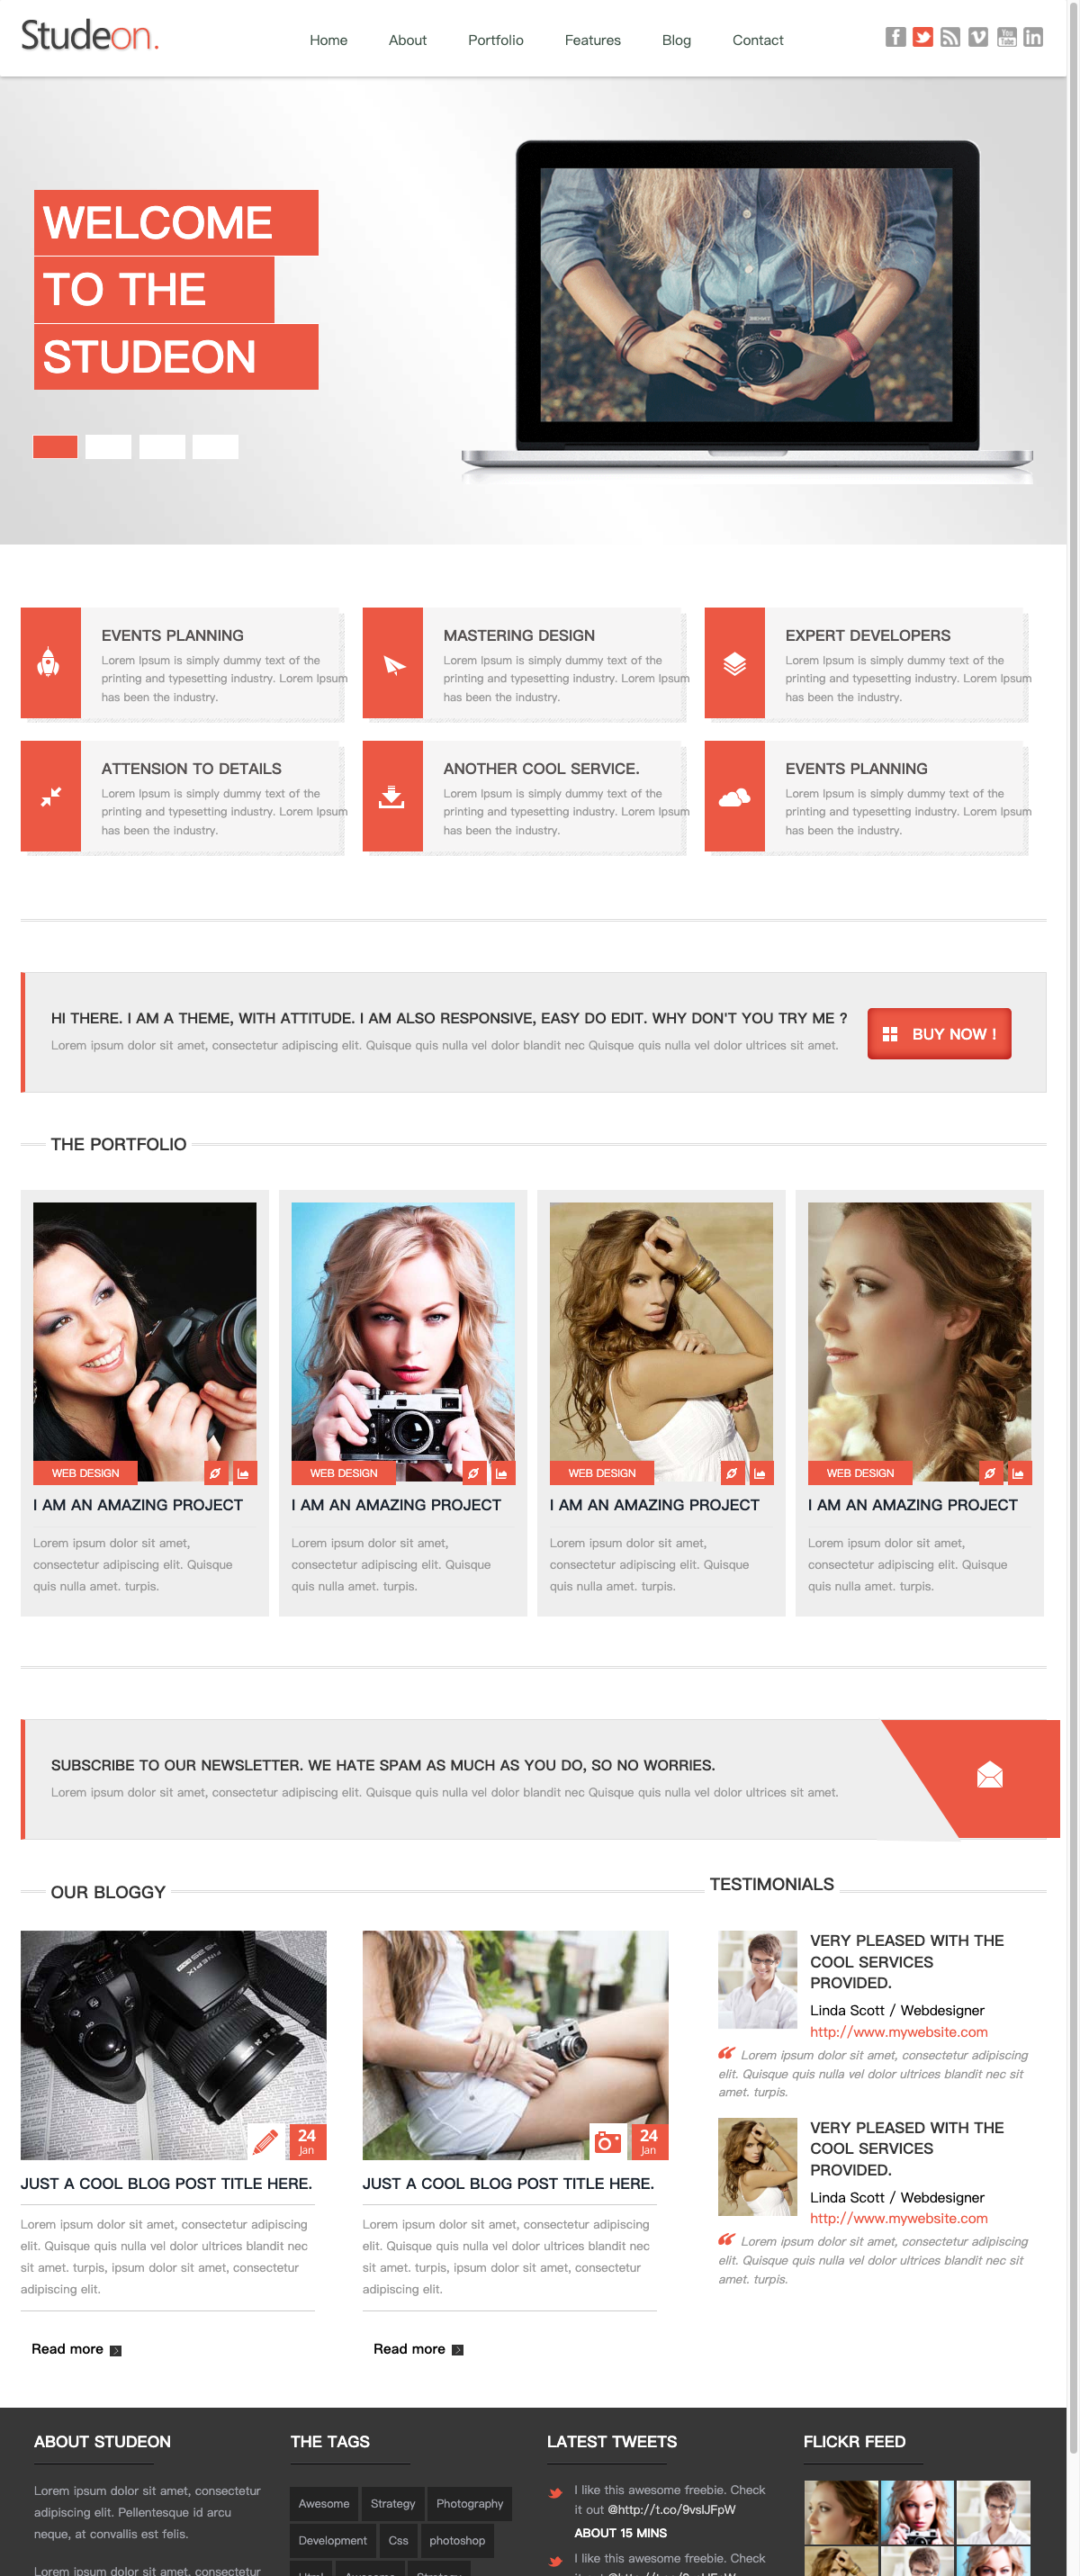 Studeon.
Home About Portfolio Features Blog Contact
WELCOME
TO THE
STUDEON
EVENTS PLANNING
Lorem Ipsum is simply dummy text of the
printing and typesetting industry. Lorem Ipsum
has been the industry.
MASTERING DESIGN
Lorem Ipsum is simply dummy text of the
printing and typesetting industry. Lorem Ipsum
has been the industry.
EXPERT DEVELOPERS
Lorem Ipsum is simply dummy text of the
printing and typesetting industry. Lorem Ipsum
has been the industry.
ATTENSION TO DETAILS
Lorem Ipsum is simply dummy text of the
printing and typesetting industry. Lorem Ipsum
has been the industry.
ANOTHER COOL SERVICE.
Lorem Ipsum is simply dummy text of the
printing and typesetting industry. Lorem Ipsum
has been the industry.
EVENTS PLANNING
Lorem Ipsum is simply dummy text of the
printing and typesetting industry. Lorem Ipsum
has been the industry.
HI THERE. I AM A THEME, WITH ATTITUDE. I AM ALSO RESPONSIVE, EASY DO EDIT. WHY DON'T YOU TRY ME ?
Lorem ipsum dolor sit amet, consectetur adipiscing elit. Quisque quis nulla vel dolor blandit nec Quisque quis nulla vel dolor ultrices sit amet.
BUY NOW !
THE PORTFOLIO
WEB DESIGN
I AM AN AMAZING PROJECT
Lorem ipsum dolor sit amet,
consectetur adipiscing elit. Quisque
quis nulla amet. turpis.
WEB DESIGN
I AM AN AMAZING PROJECT
Lorem ipsum dolor sit amet,
consectetur adipiscing elit. Quisque
quis nulla amet. turpis.
WEB DESIGN
I AM AN AMAZING PROJECT
Lorem ipsum dolor sit amet,
consectetur adipiscing elit. Quisque
quis nulla amet. turpis.
WEB DESIGN
I AM AN AMAZING PROJECT
Lorem ipsum dolor sit amet,
consectetur adipiscing elit. Quisque
quis nulla amet. turpis.
SUBSCRIBE TO OUR NEWSLETTER. WE HATE SPAM AS MUCH AS YOU DO, SO NO WORRIES.
Lorem ipsum dolor sit amet, consectetur adipiscing elit. Quisque quis nulla vel dolor blandit nec Quisque quis nulla vel dolor ultrices sit amet.
OUR BLOGGY
FINEPIX
24
Jan
JUST A COOL BLOG POST TITLE HERE.
Lorem ipsum dolor sit amet, consectetur adipiscing
elit. Quisque quis nulla vel dolor blandit nec
sit amet. turpis, ipsum dolor sit amet, consectetur
adipiscing elit.
Read more
24
Jan
JUST A COOL BLOG POST TITLE HERE.
Lorem ipsum dolor sit amet, consectetur adipiscing
elit. Quisque quis nulla vel dolor blandit nec
sit amet. turpis, ipsum dolor sit amet, consectetur
adipiscing elit.
Read more
TESTIMONIALS
VERY PLEASED WITH THE
COOL SERVICES
PROVIDED.
Linda Scott / Webdesigner
http://www.mywebsite.com
Lorem ipsum dolor sit amet, consectetur adipiscing
elit. Quisque quis nulla vel dolor ultrices blandit nec sit
amet. turpis.
VERY PLEASED WITH THE
COOL SERVICES
PROVIDED.
Linda Scott / Webdesigner
http://www.mywebsite.com
Lorem ipsum dolor sit amet, consectetur adipiscing
elit. Quisque quis nulla vel dolor ultrices blandit nec sit
amet. turpis.
ABOUT STUDEON
Lorem ipsum dolor sit amet, consectetur
adipiscing elit. Pellentesque id arcu
neque, at convallis est felis.
Lorem ipsum dolor sit amet, consectetur
THE TAGS
Awesome Strategy Photography
Development Css photoshop
Html Awesome Strategy
LATEST TWEETS
I like this awesome freebie. Check
it out @http://t.co/9vsIJFpW
ABOUT 15 MINS
I like this awesome freebie. Check
FLICKR FEED